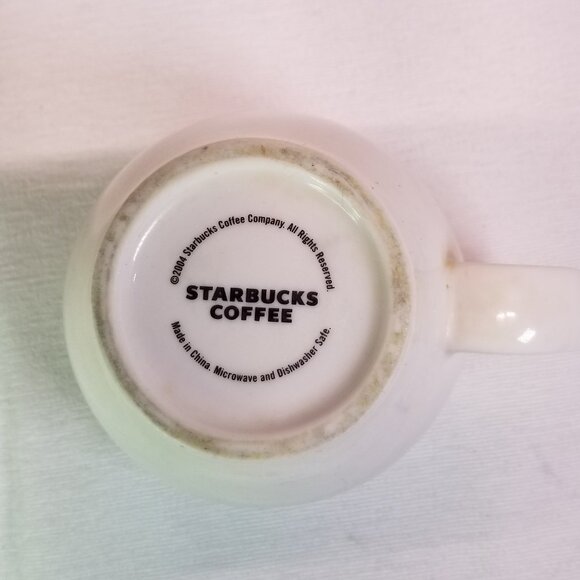 ©2004 Starbucks Coffee Company. All Rights Reserved.
STARBUCKS
COFFEE
Made in China. Microwave and Dishwasher Safe.